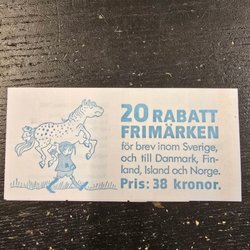 20 RABATT
FRIMÄRKEN
för brev inom Sverige,
och till Danmark, Fin-
land, Island och Norge.
Pris: 38 kronor.